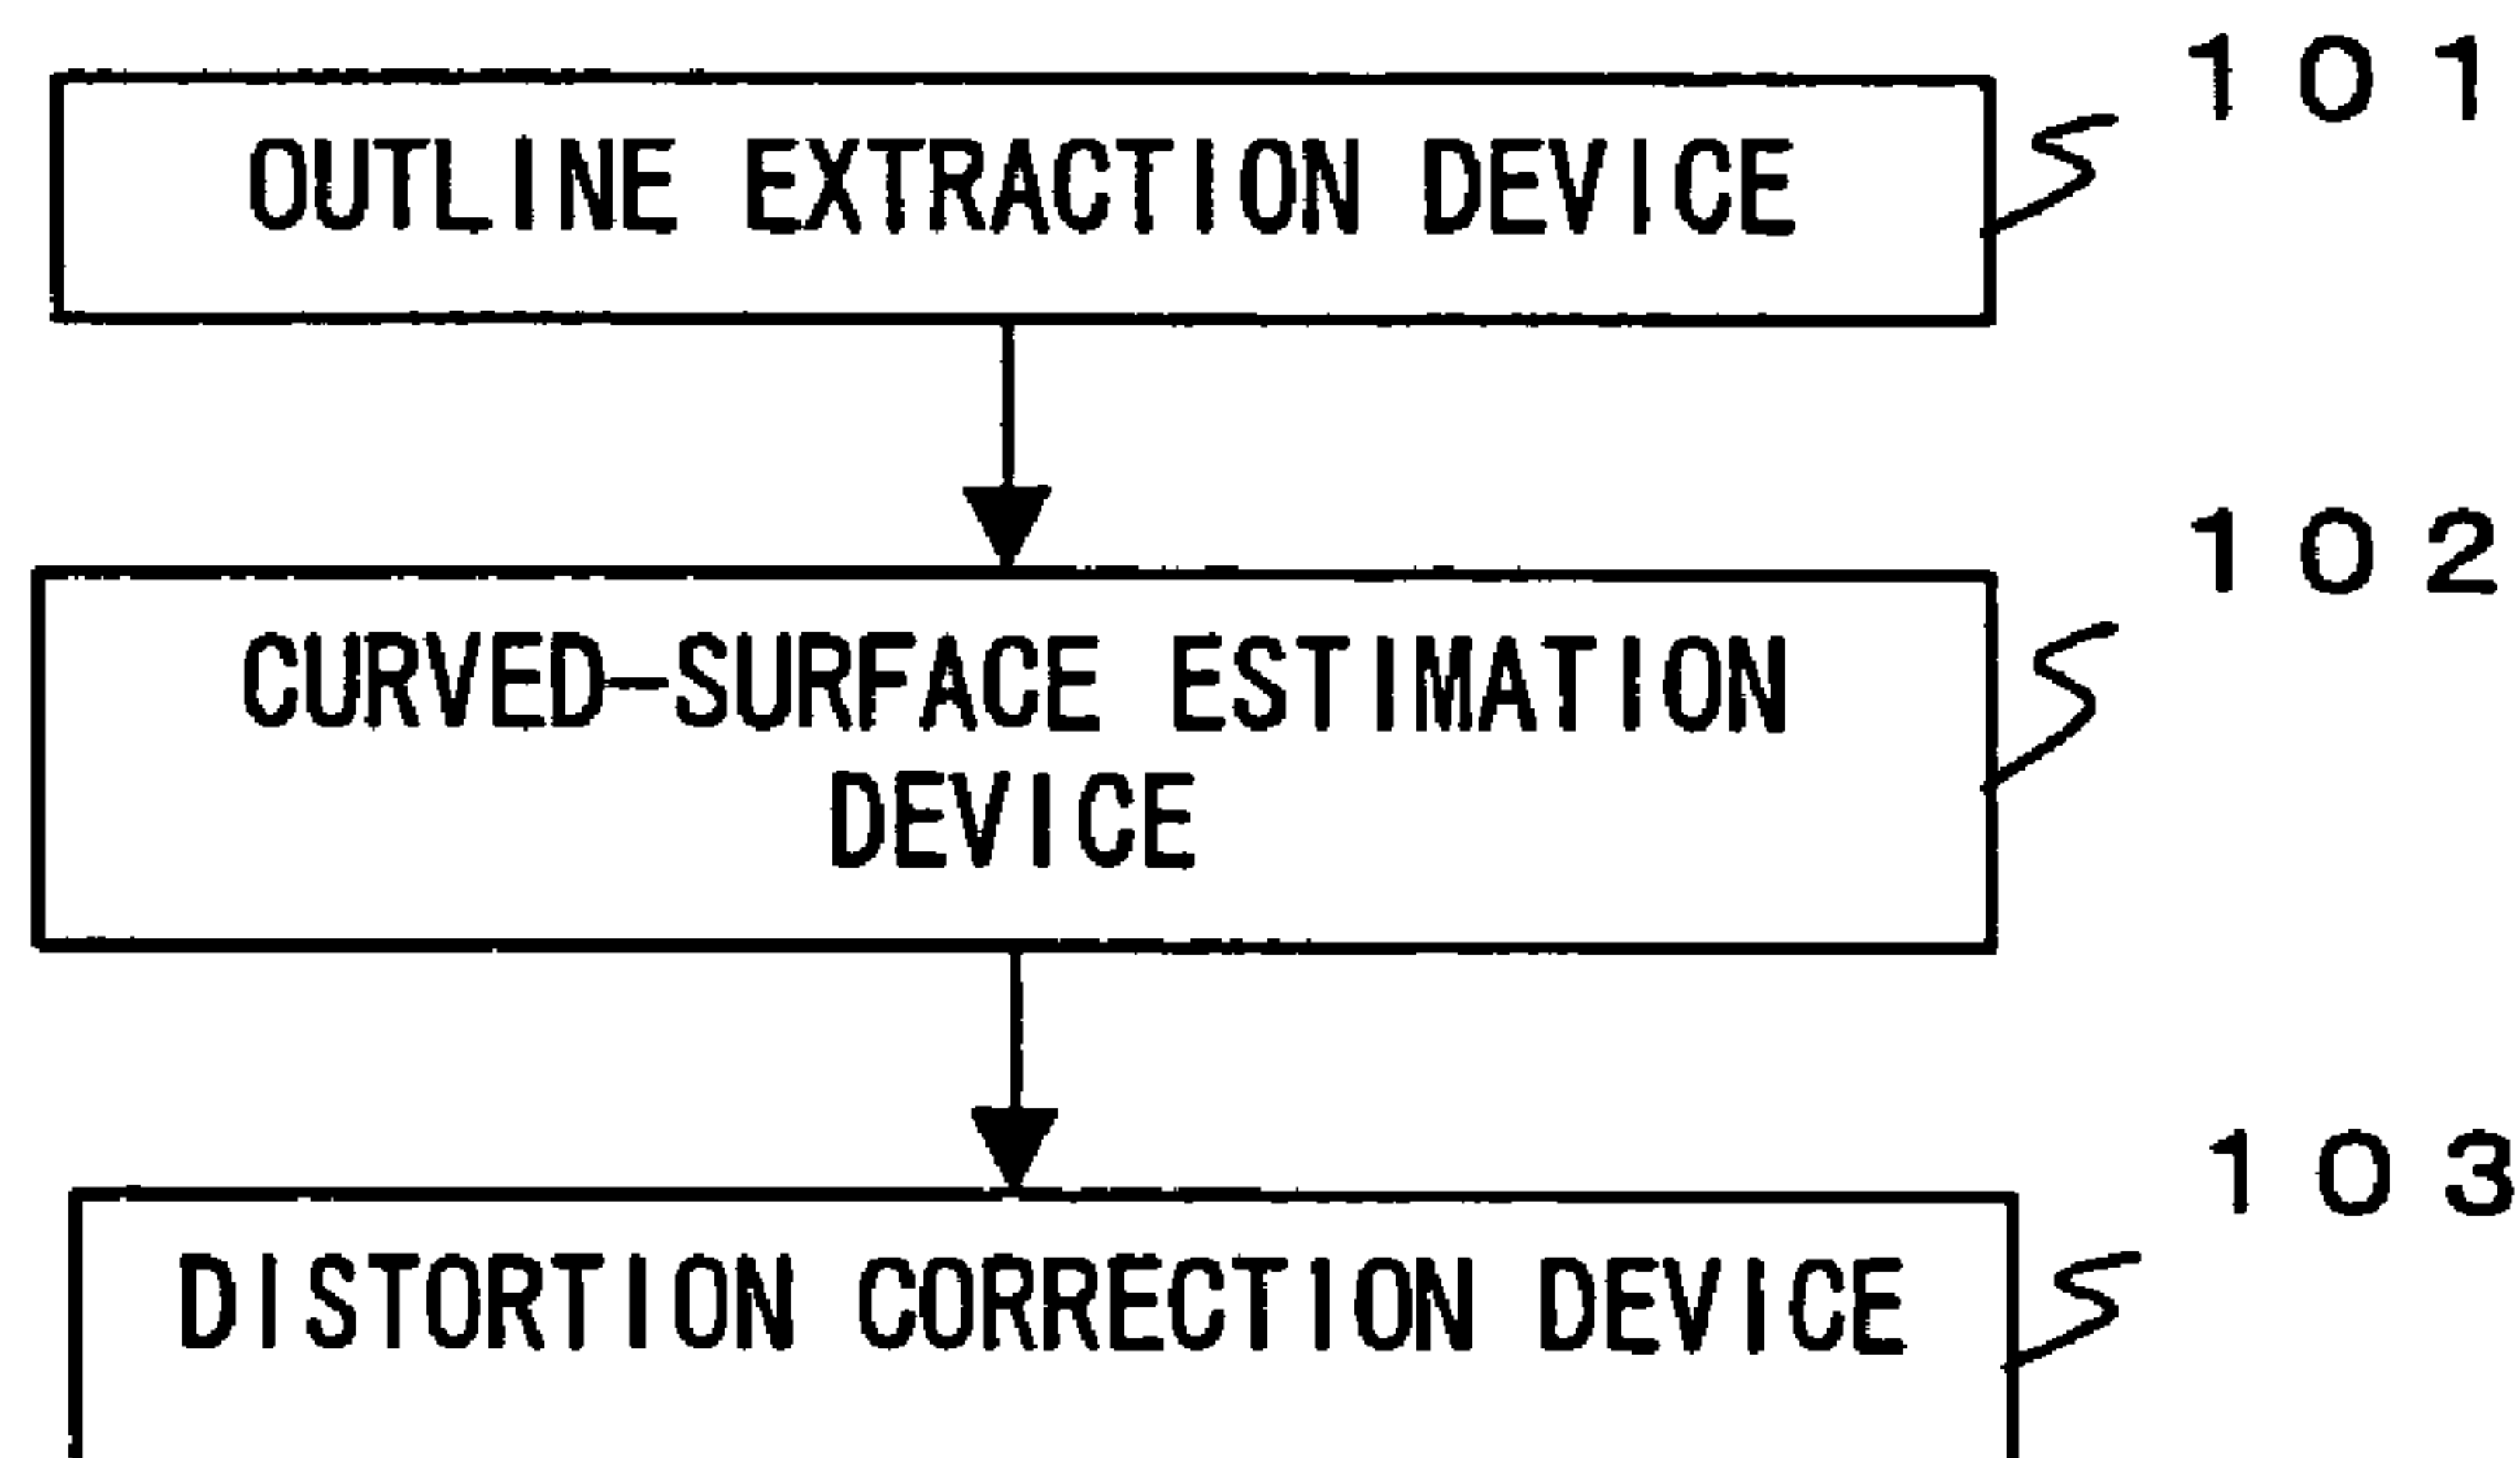 101
OUTLINE EXTRACTION DEVICE
102
CURVED-SURFACE ESTIMATION
DEVICE
103
DISTORTION CORRECTION DEVICE